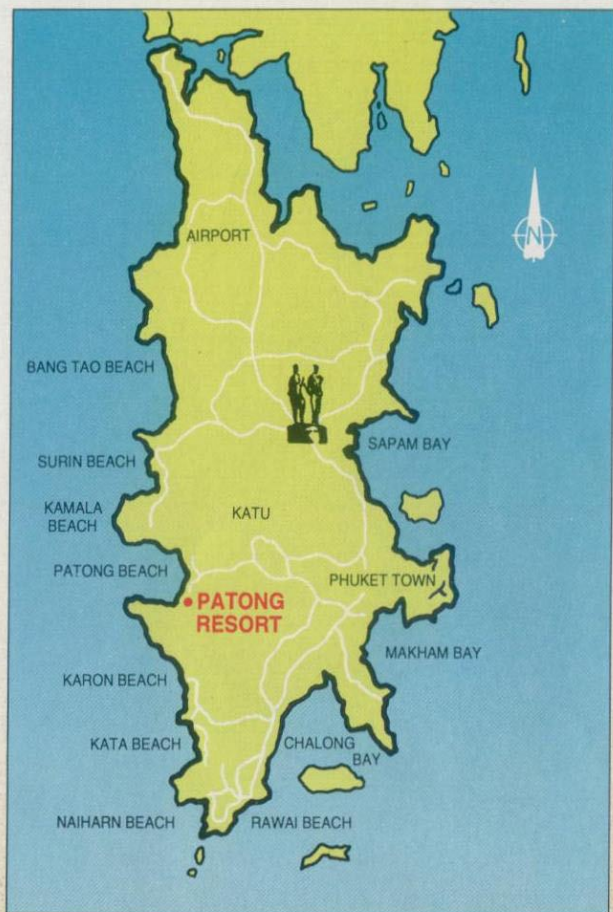 N
AIRPORT
BANG TAO BEACH
SAPAM BAY
SURIN BEACH
KAMALA
BEACH
KATU
PATONG BEACH
PHUKET TOWN
• PATONG
RESORT
MAKHAM BAY
KARON BEACH
KATA BEACH
CHALONG
BAY
NAIHARN BEACH
RAWAI BEACH